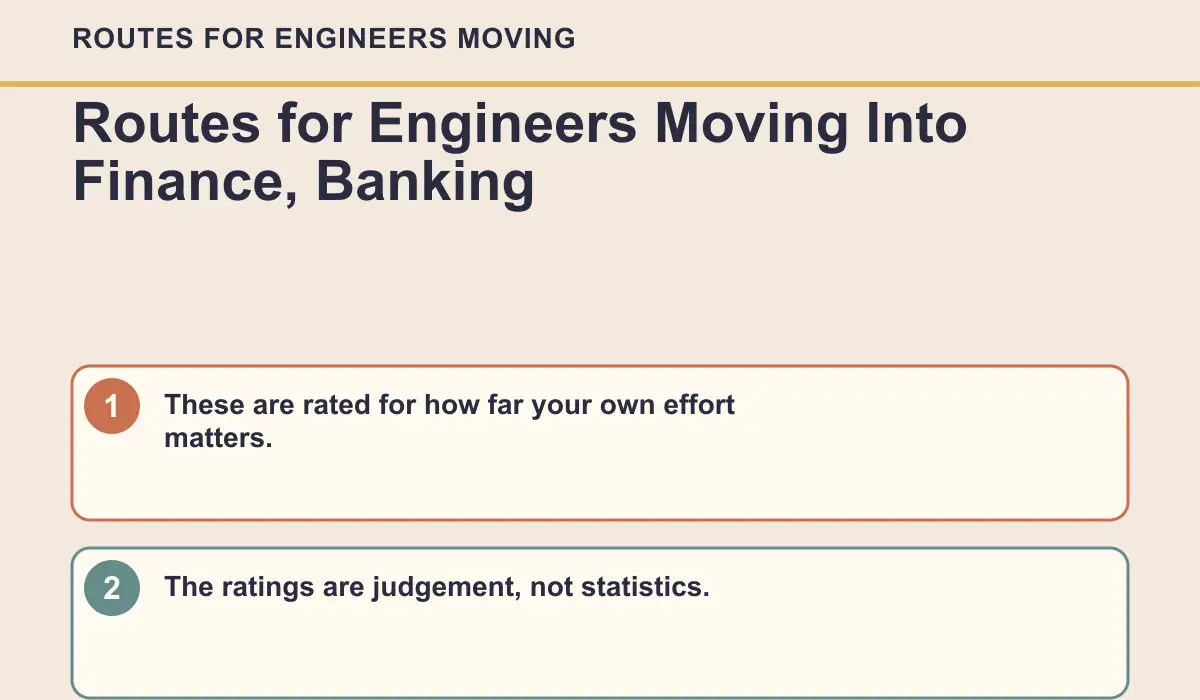 ROUTES FOR ENGINEERS MOVING
Routes for Engineers Moving Into
Finance, Banking
1
These are rated for how far your own effort
matters.
2
The ratings are judgement, not statistics.